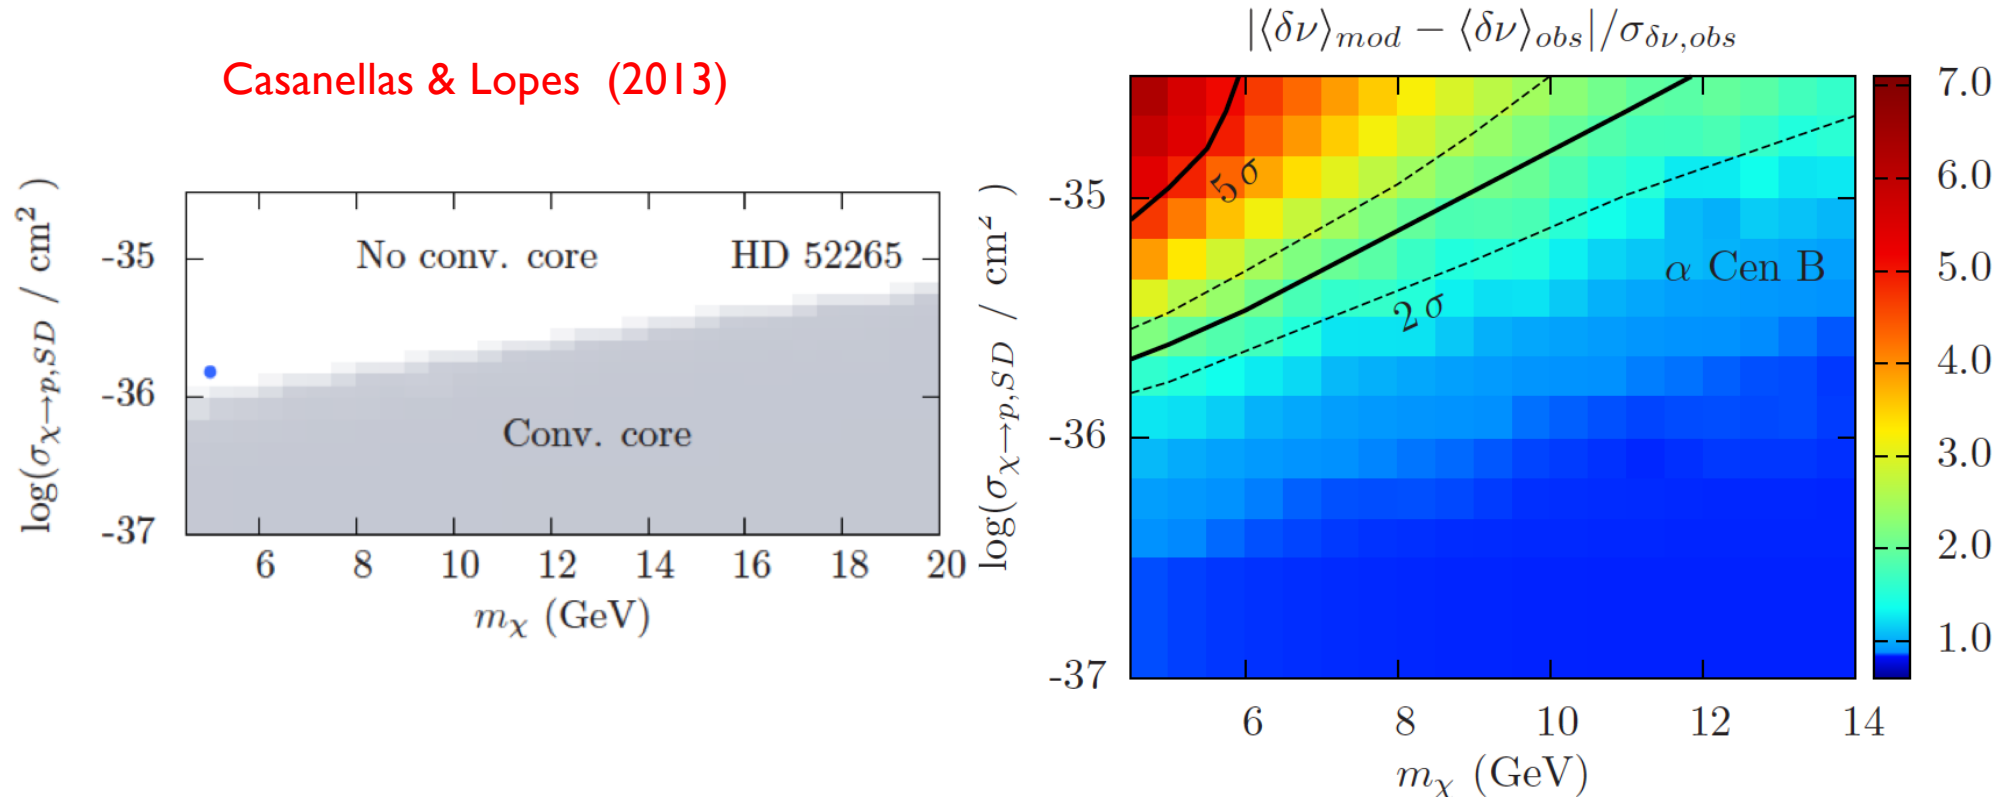 Casanellas & Lopes (2013)
log(σχ→p,SD / cm²)
-35
-36
-37
No conv. core
HD 52265
Conv. core
6 8 10 12 14 16 18 20
mχ (GeV)
|⟨δν⟩mod − ⟨δν⟩obs|/σδν,obs
log(σχ→p,SD / cm²)
-35
-36
-37
5 σ
2 σ
α Cen B
6 8 10 12 14
mχ (GeV)
7.0
6.0
5.0
4.0
3.0
2.0
1.0